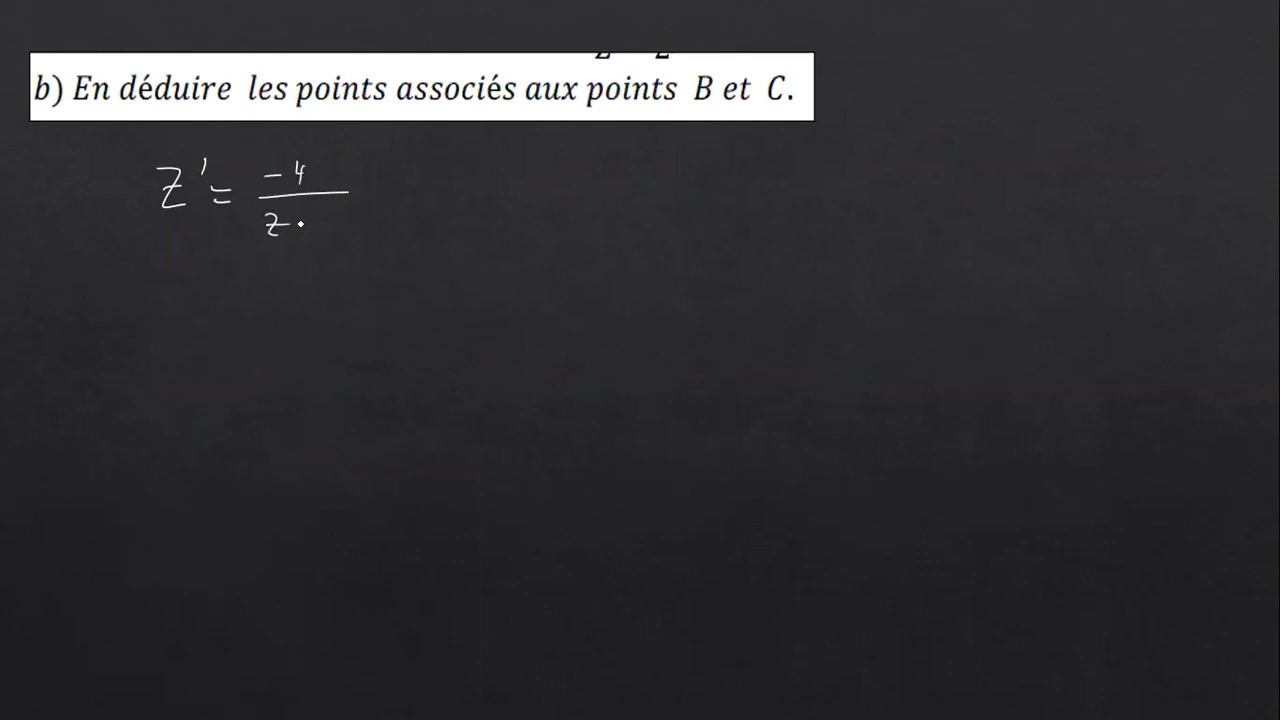 b) En déduire les points associés aux points B et C.
Z' = -4
z